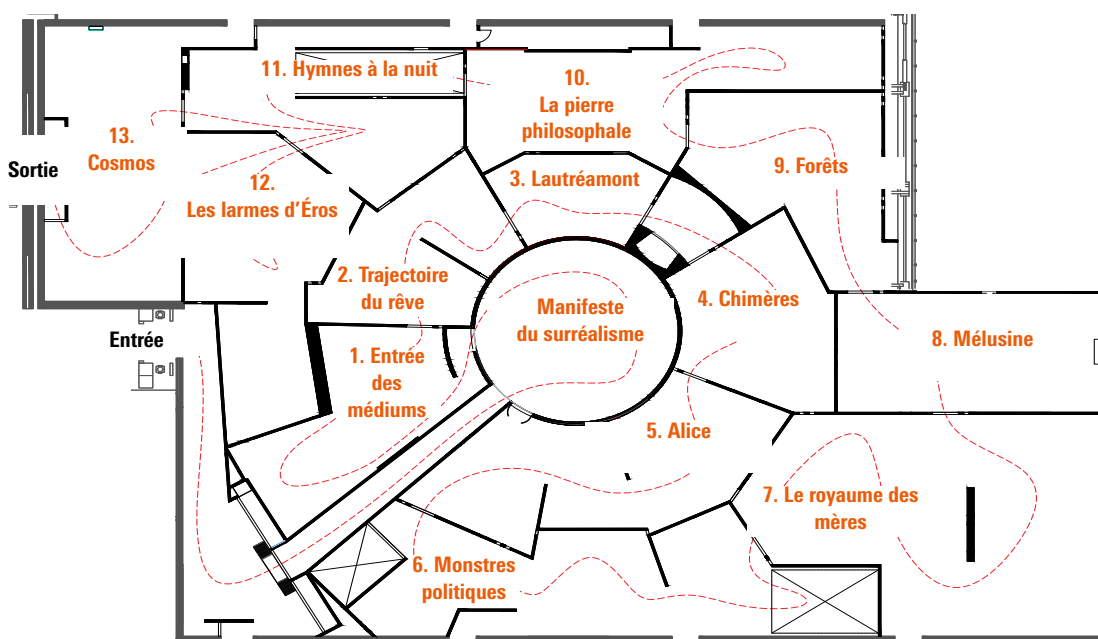 11. Hymnes à la nuit
10.
La pierre
philosophale
13.
Cosmos
Sortie
12.
Les larmes d’Éros
3. Lautréamont
9. Forêts
2. Trajectoire
du rêve
Manifeste
du surréalisme
4. Chimères
Entrée
8. Mélusine
1. Entrée
des
médiums
5. Alice
7. Le royaume des
mères
6. Monstres
politiques